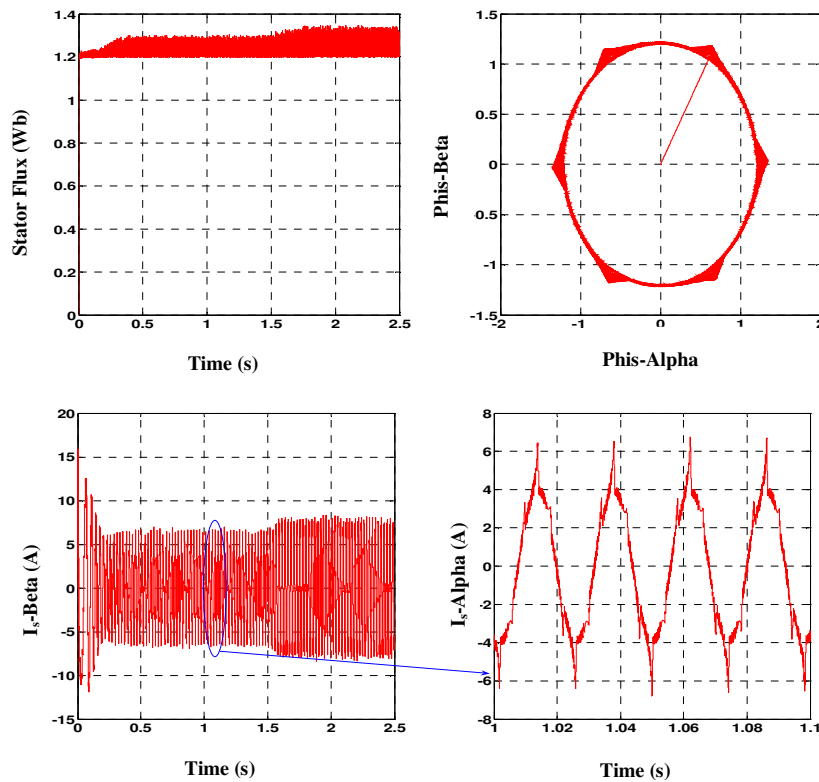 1.4
1.2
1
0.8
0.6
0.4
0.2
0
0 0.5 1 1.5 2 2.5
Stator Flux (Wb)
Time (s)
1.5
1
0.5
0
0.5
-1
-1.5
-2 -1 0 1 2
Phis-Beta
Phis-Alpha
20
15
10
5
0
-5
-10
-15
0 0.5 1 1.5 2 2.5
Is-Beta (A)
Time (s)
8
6
4
2
0
-2
-4
-6
-8
1 1.02 1.04 1.06 1.08 1.1
Is-Alpha (A)
Time (s)